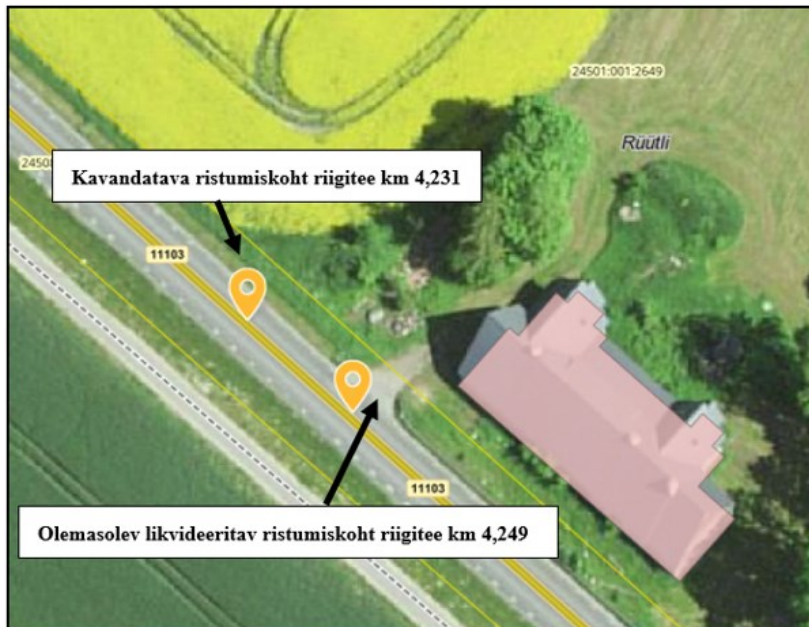 24501:001:2649
Rüütli
2450
Kavandatava ristumiskoht riigitee km 4,231
11103
11103
Olemasolev likvideeritav ristumiskoht riigitee km 4,249